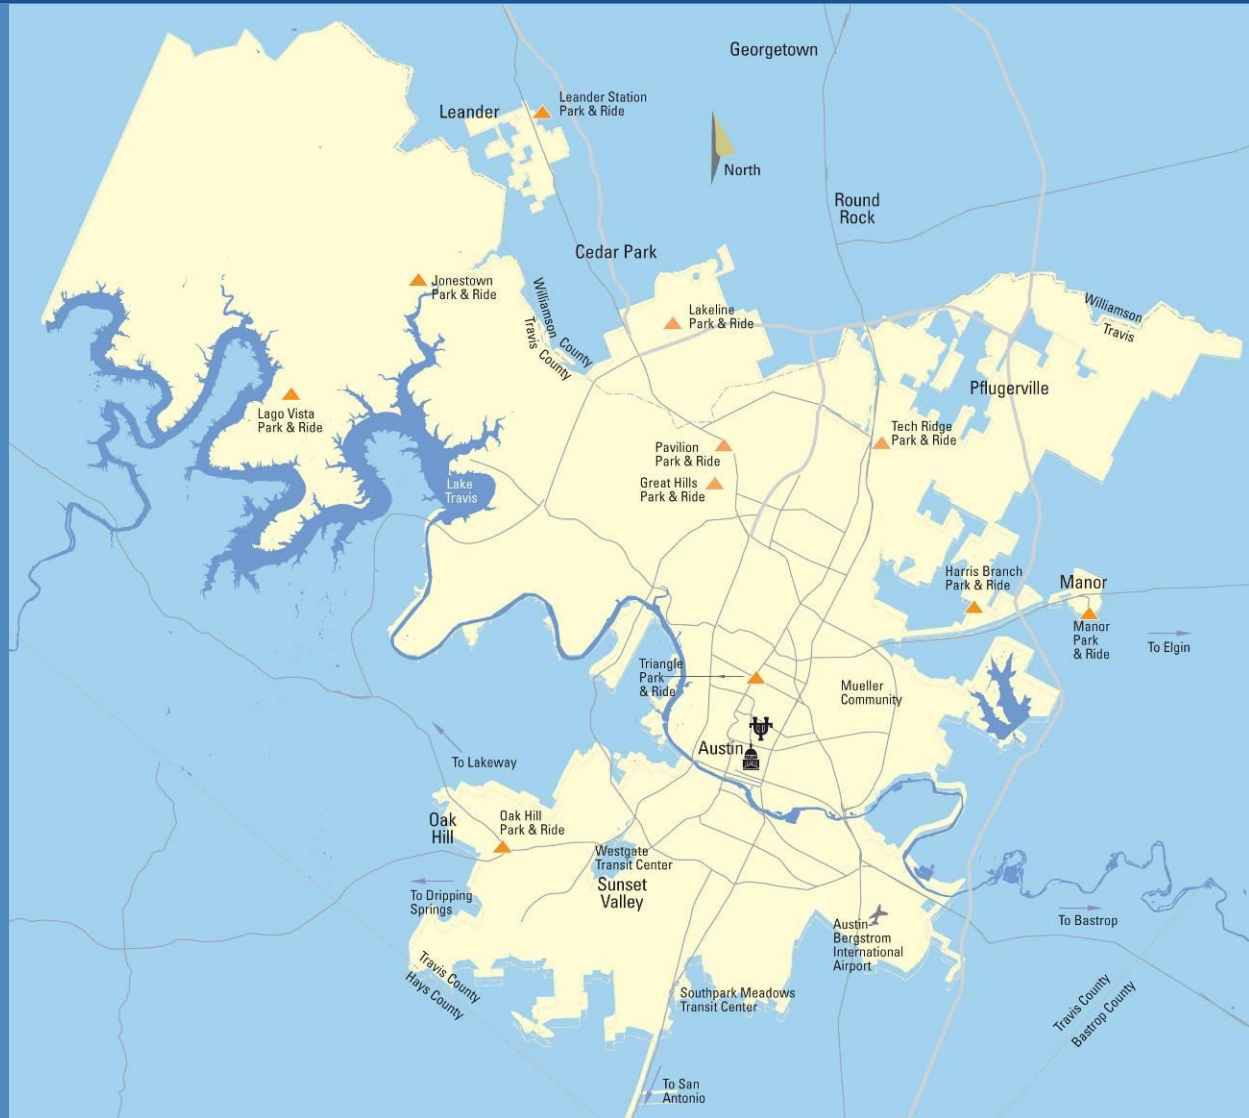 Georgetown
Leander
Leander Station
Park & Ride
North
Round
Rock
Cedar Park
Jonestown
Park & Ride
Williamson County
Travis County
Lakeline
Park & Ride
Williamson
Travis
Pflugerville
Lago Vista
Park & Ride
Tech Ridge
Park & Ride
Pavilion
Park & Ride
Great Hills
Park & Ride
Lake
Travis
Harris Branch
Park & Ride
Manor
Manor
Park
& Ride
To Elgin
Triangle
Park
& Ride
Mueller
Community
Austin
To Lakeway
Oak
Hill
Oak Hill
Park & Ride
Westgate
Transit Center
Sunset
Valley
To Dripping
Springs
To Bastrop
Austin-
Bergstrom
International
Airport
Travis County
Hays County
Southpark Meadows
Transit Center
Travis County
Bastrop County
To San
Antonio